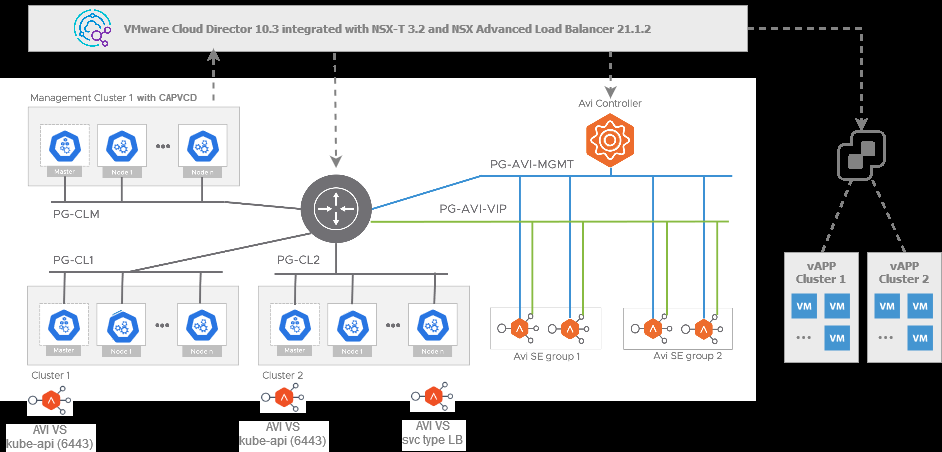 VMware Cloud Director 10.3 integrated with NSX-T 3.2 and NSX Advanced Load Balancer 21.1.2
Management Cluster 1 with CAPVCD
Master
Node 1
•••
Node n
PG-CLM
Avi Controller
PG-AVI-MGMT
PG-AVI-VIP
PG-CL1
PG-CL2
Master
Node 1
•••
Node n
Cluster 1
Master
Node 1
•••
Node n
Cluster 2
Avi SE group 1
Avi SE group 2
vAPP
Cluster 1
VM
VM
...
VM
vAPP
Cluster 2
VM
VM
...
VM
AVI VS
kube-api (6443)
AVI VS
kube-api (6443)
AVI VS
svc type LB